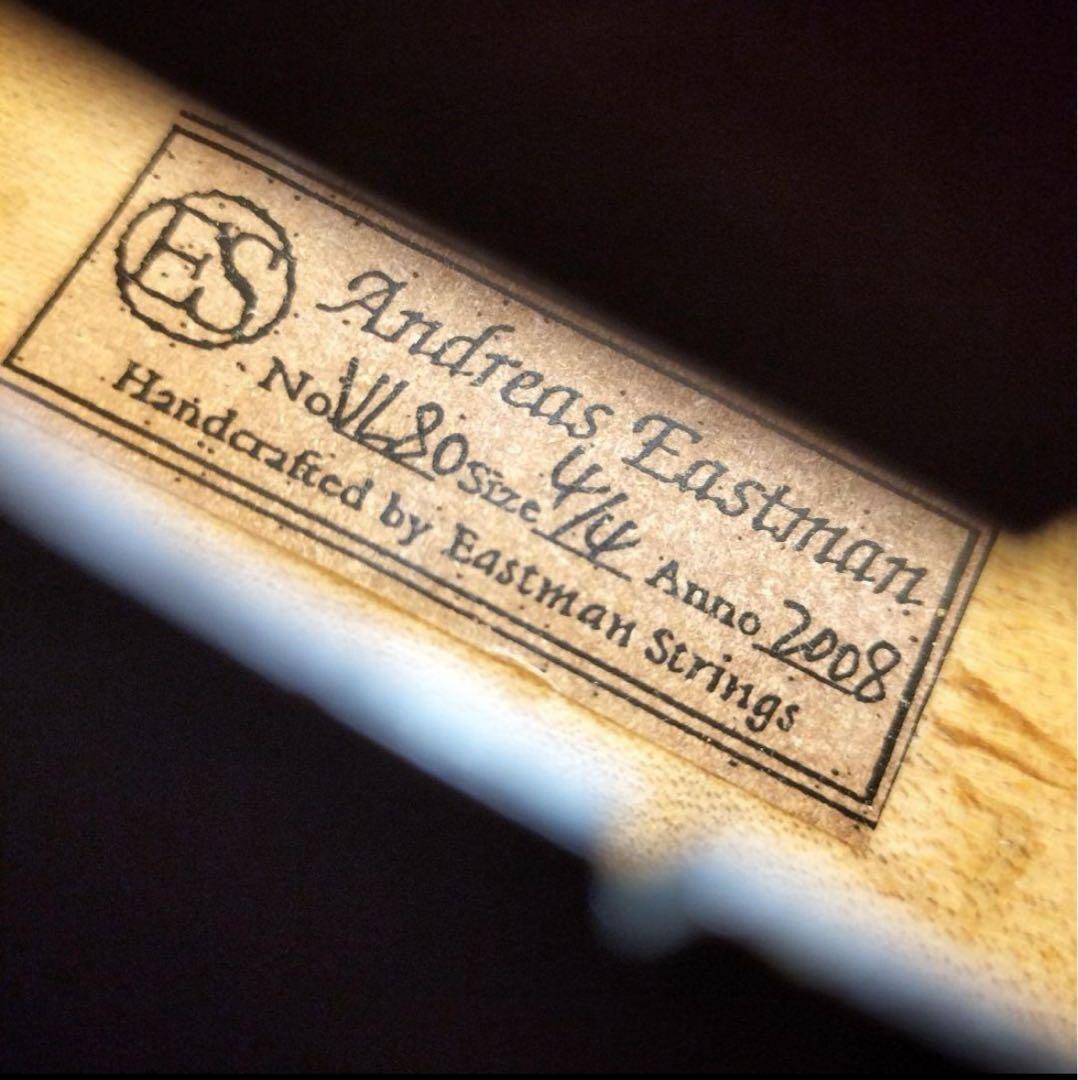 ES
Andreas Eastman
No. VL80 Size 4/4 Anno 2008
Handcrafted by Eastman Strings